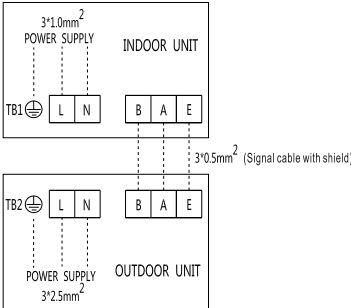 3*1.0mm²
POWER SUPPLY
INDOOR UNIT
TB1 L N B A E
3*0.5mm² (Signal cable with shield)
TB2 L N B A E
POWER SUPPLY
3*2.5mm²
OUTDOOR UNIT